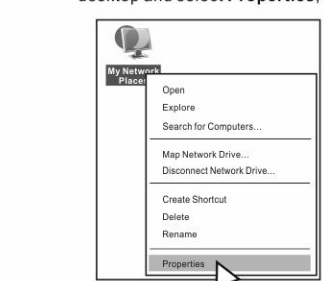 desktop and select Properties;
My Network
Places
Open
Explore
Search for Computers...
Map Network Drive...
Disconnect Network Drive...
Create Shortcut
Delete
Rename
Properties